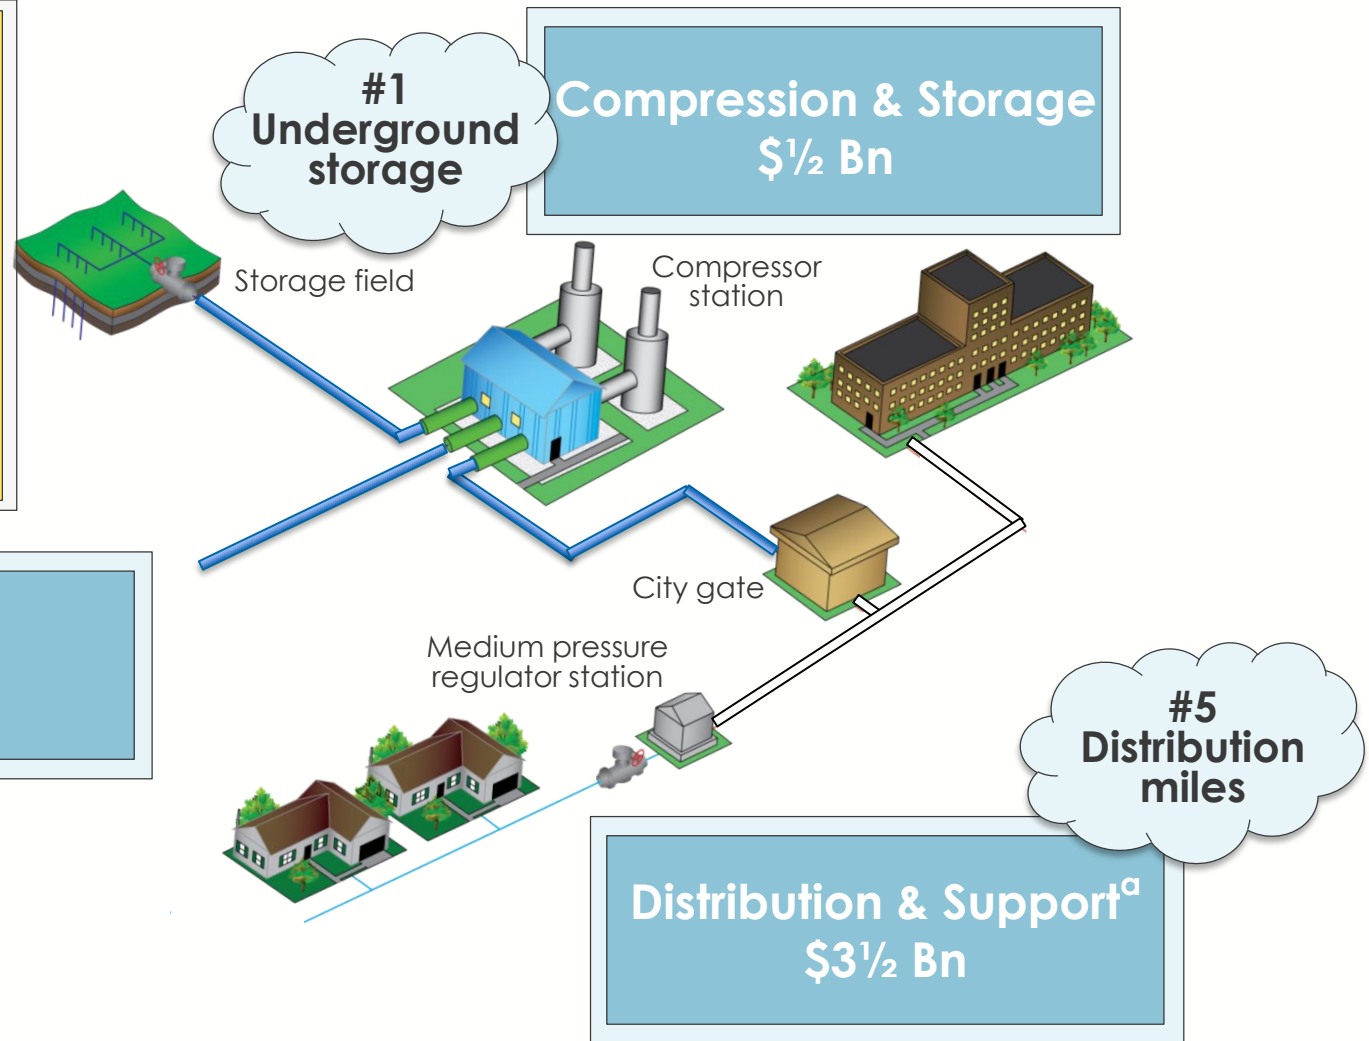 #1
Underground
storage
Compression & Storage
$½ Bn
Storage field
Compressor
station
City gate
Medium pressure
regulator station
#5
Distribution
miles
Distribution & Supportᵃ
$3½ Bn